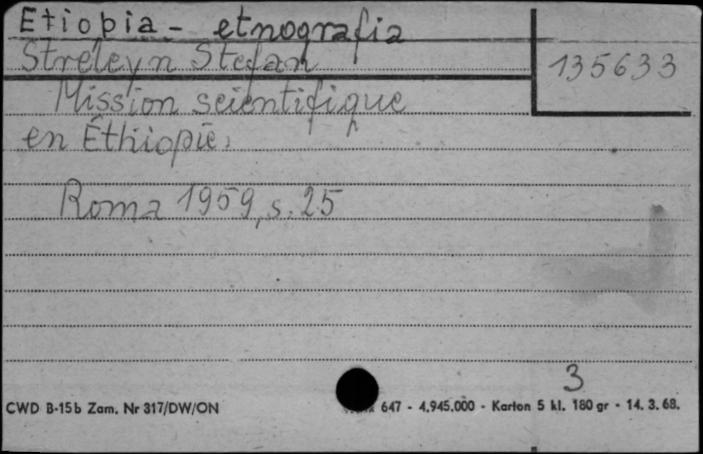 Etiopia - etnografia
Strelcyn Stefan
135633
Mission scientifique
en Éthiopie,
Roma 1959, s. 25
3
CWD B-15b Zam. Nr 317/DW/ON
647 - 4.945.000 - Karton 5 kl. 180 gr - 14. 3. 68.